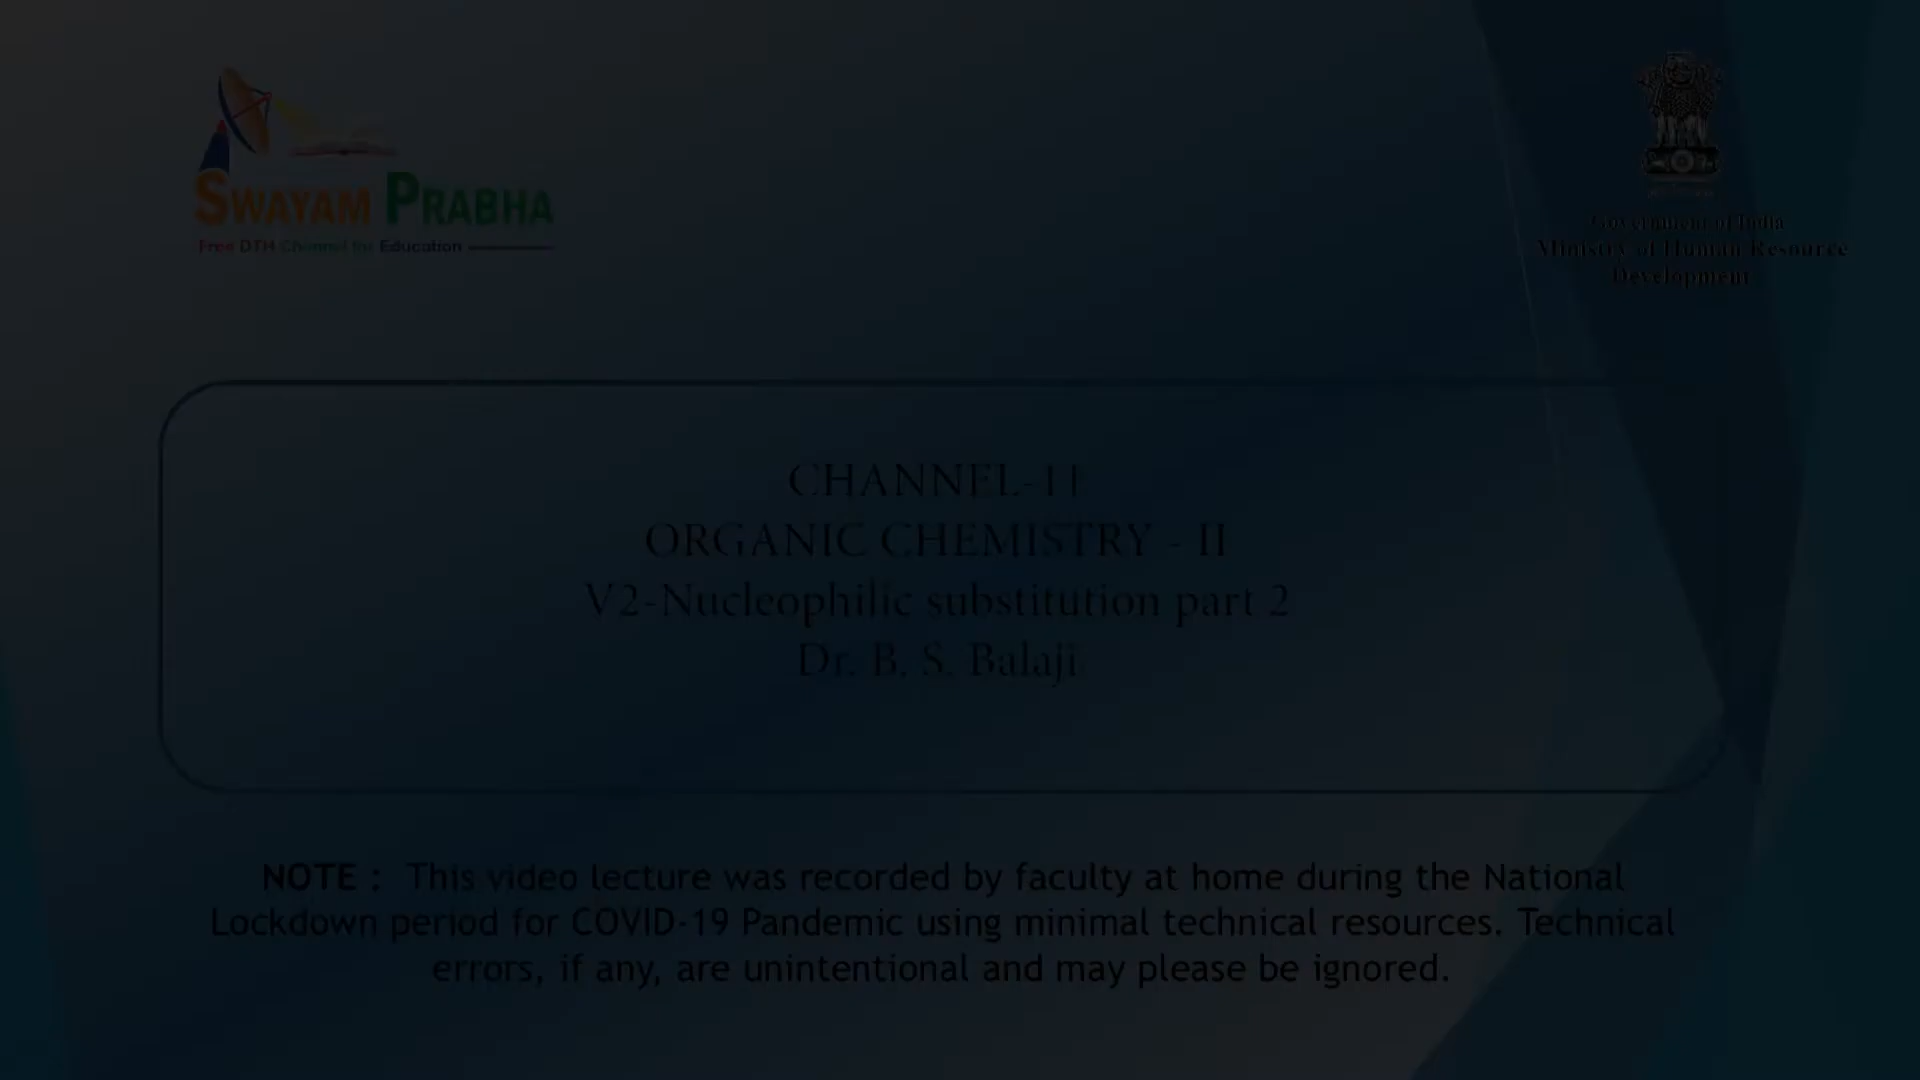 SWAYAM PRABHA
Free DTH Channel for Education
Government of India
Ministry of Human Resource
Development
CHANNEL-11
ORGANIC CHEMISTRY - II
V2-Nucleophilic substitution part 2
Dr. B. S. Balaji
NOTE : This video lecture was recorded by faculty at home during the National
Lockdown period for COVID-19 Pandemic using minimal technical resources. Technical
errors, if any, are unintentional and may please be ignored.